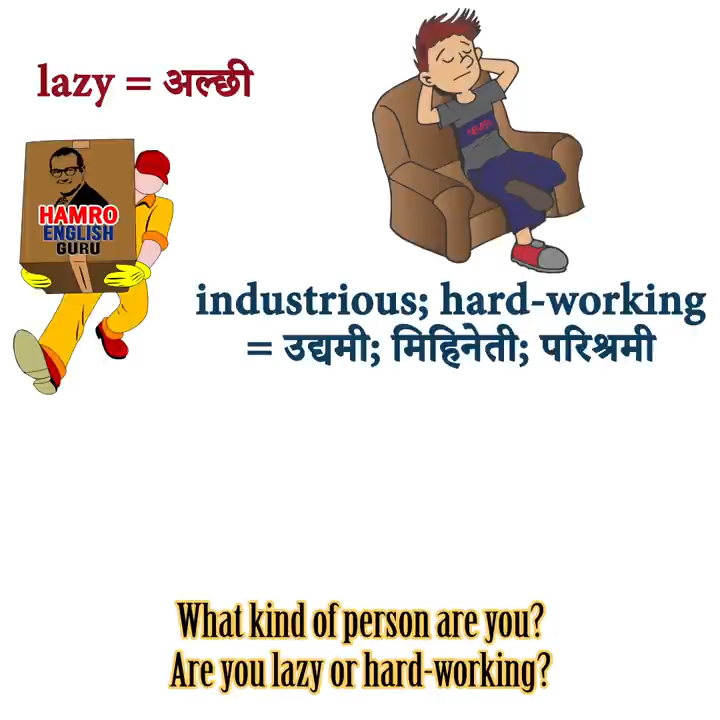 lazy = अल्छी
HAMRO
ENGLISH
GURU
industrious; hard-working
= उद्यमी; मिहिनेती; परिश्रमी
What kind of person are you?
Are you lazy or hard-working?